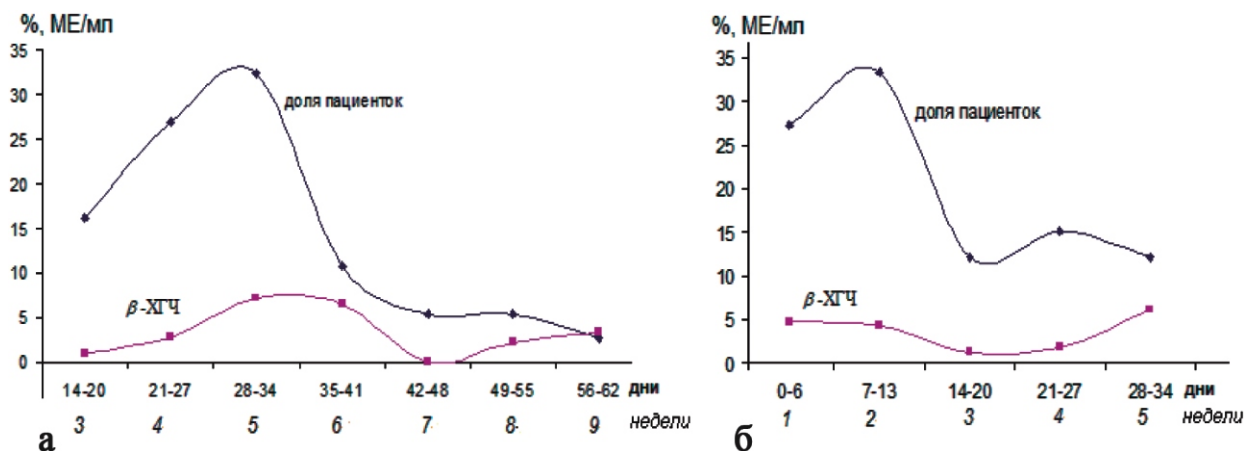 %, МЕ/мл
35
30
25
20
15
10
5
0
доля пациенток
β-ХГЧ
14-20 21-27 28-34 35-41 42-48 49-55 56-62 дни
3 4 5 6 7 8 9 недели
а
%, МЕ/мл
35
30
25
20
15
10
5
0
доля пациенток
β-ХГЧ
0-6 7-13 14-20 21-27 28-34 дни
1 2 3 4 5 недели
б